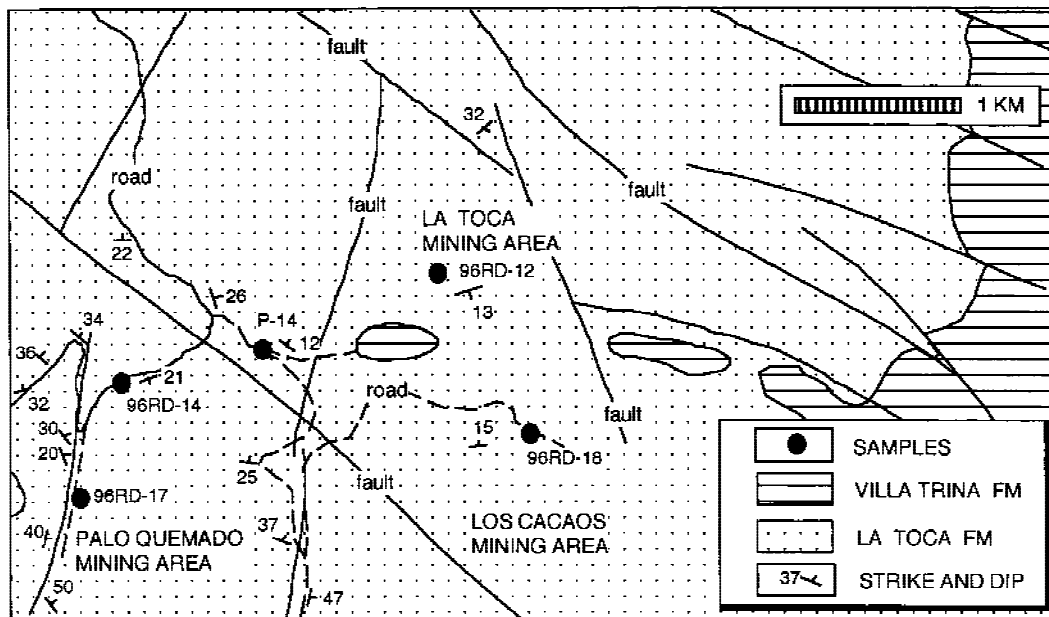 fault
1 KM
32
road
fault
fault
LA TOCA
MINING AREA
22
96RD-12
26
13
34
P-14
12
36
21
32
96RD-14
road
30
20
15
fault
96RD-18
25
fault
96RD-17
40
PALO QUEMADO
MINING AREA
37
LOS CACAOS
MINING AREA
50
47
SAMPLES
VILLA TRINA FM
LA TOCA FM
37
STRIKE AND DIP